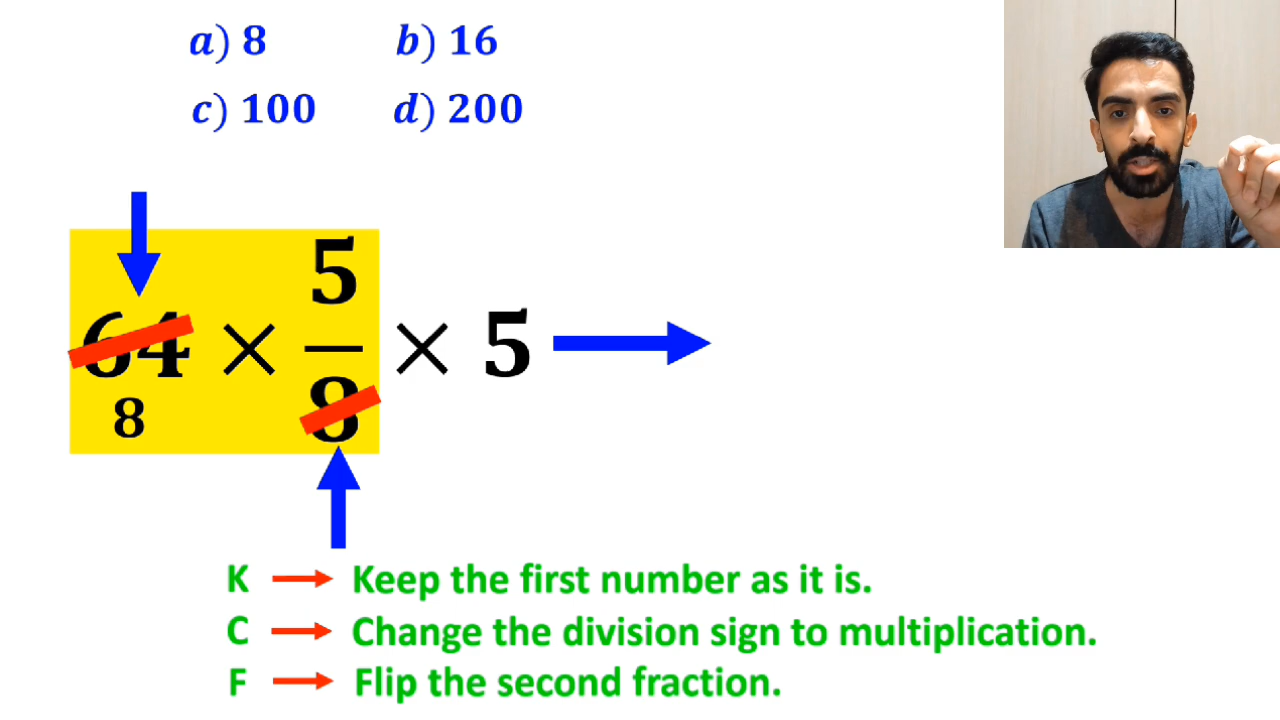 a) 8 b) 16
c) 100 d) 200
64 × 5/8 × 5
8
K Keep the first number as it is.
C Change the division sign to multiplication.
F Flip the second fraction.